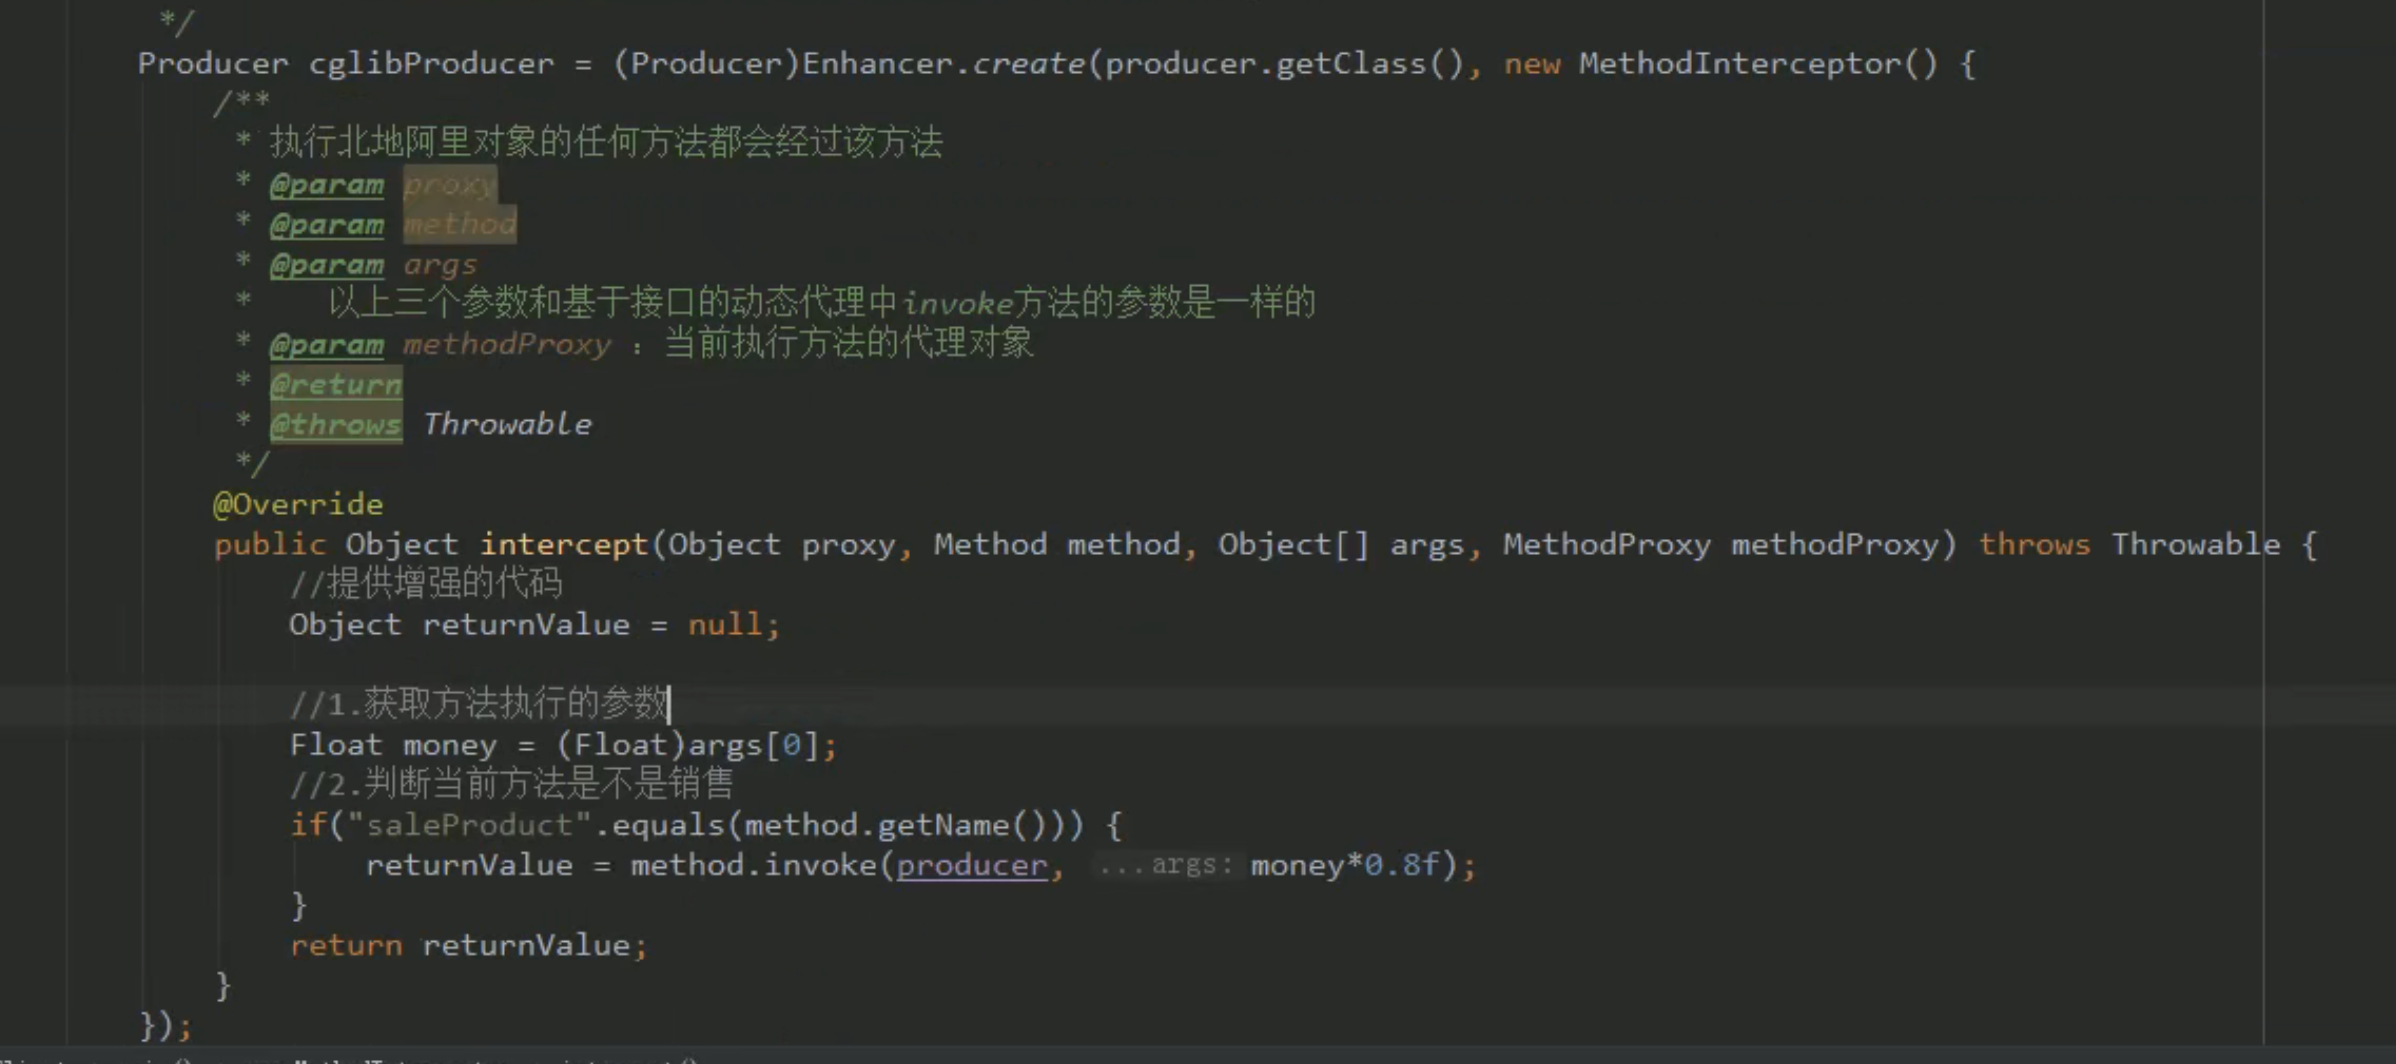 */
Producer cglibProducer = (Producer)Enhancer.create(producer.getClass(), new MethodInterceptor() {
/**
* 执行北地阿里对象的任何方法都会经过该方法
* @param proxy
* @param method
* @param args
* 以上三个参数和基于接口的动态代理中invoke方法的参数是一样的
* @param methodProxy ：当前执行方法的代理对象
* @return
* @throws Throwable
*/
@Override
public Object intercept(Object proxy, Method method, Object[] args, MethodProxy methodProxy) throws Throwable {
//提供增强的代码
Object returnValue = null;
//1.获取方法执行的参数
Float money = (Float)args[0];
//2.判断当前方法是不是销售
if("saleProduct".equals(method.getName())) {
returnValue = method.invoke(producer, ...args: money*0.8f);
}
return returnValue;
}
});